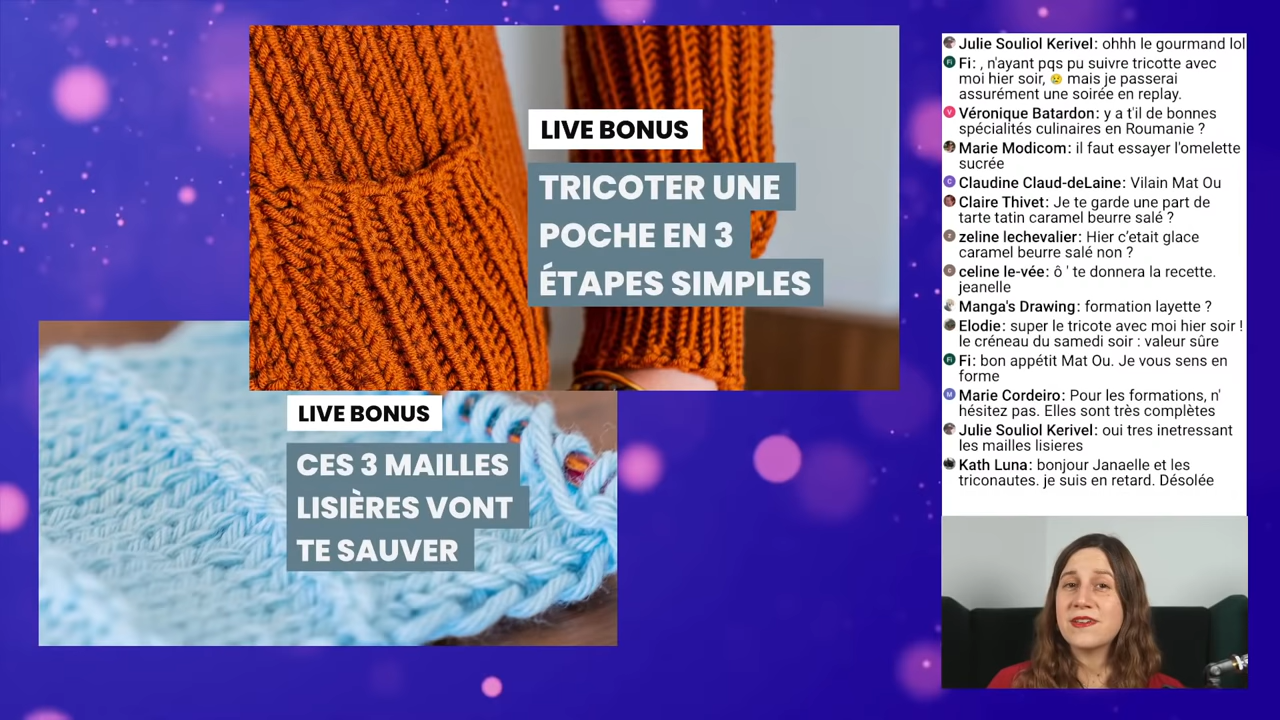 LIVE BONUS
TRICOTER UNE
POCHE EN 3
ÉTAPES SIMPLES
LIVE BONUS
CES 3 MAILLES
LISIÈRES VONT
TE SAUVER
Julie Souliol Kerivel: ohhh le gourmand lol
Fi: , n'ayant pqs pu suivre tricotte avec
moi hier soir, 😢 mais je passerai
assurément une soirée en replay.
Véronique Batardon: y a t'il de bonnes
spécialités culinaires en Roumanie ?
Marie Modicom: il faut essayer l'omelette
sucrée
Claudine Claud-deLaine: Vilain Mat Ou
Claire Thivet: Je te garde une part de
tarte tatin caramel beurre salé ?
zeline lechevalier: Hier c'etait glace
caramel beurre salé non ?
celine le-vée: ô ' te donnera la recette.
jeanelle
Manga's Drawing: formation layette ?
Elodie: super le tricote avec moi hier soir !
le créneau du samedi soir : valeur sûre
Fi: bon appétit Mat Ou. Je vous sens en
forme
Marie Cordeiro: Pour les formations, n'
hésitez pas. Elles sont très complètes
Julie Souliol Kerivel: oui tres inetressant
les mailles lisieres
Kath Luna: bonjour Janaelle et les
triconautes. je suis en retard. Désolée